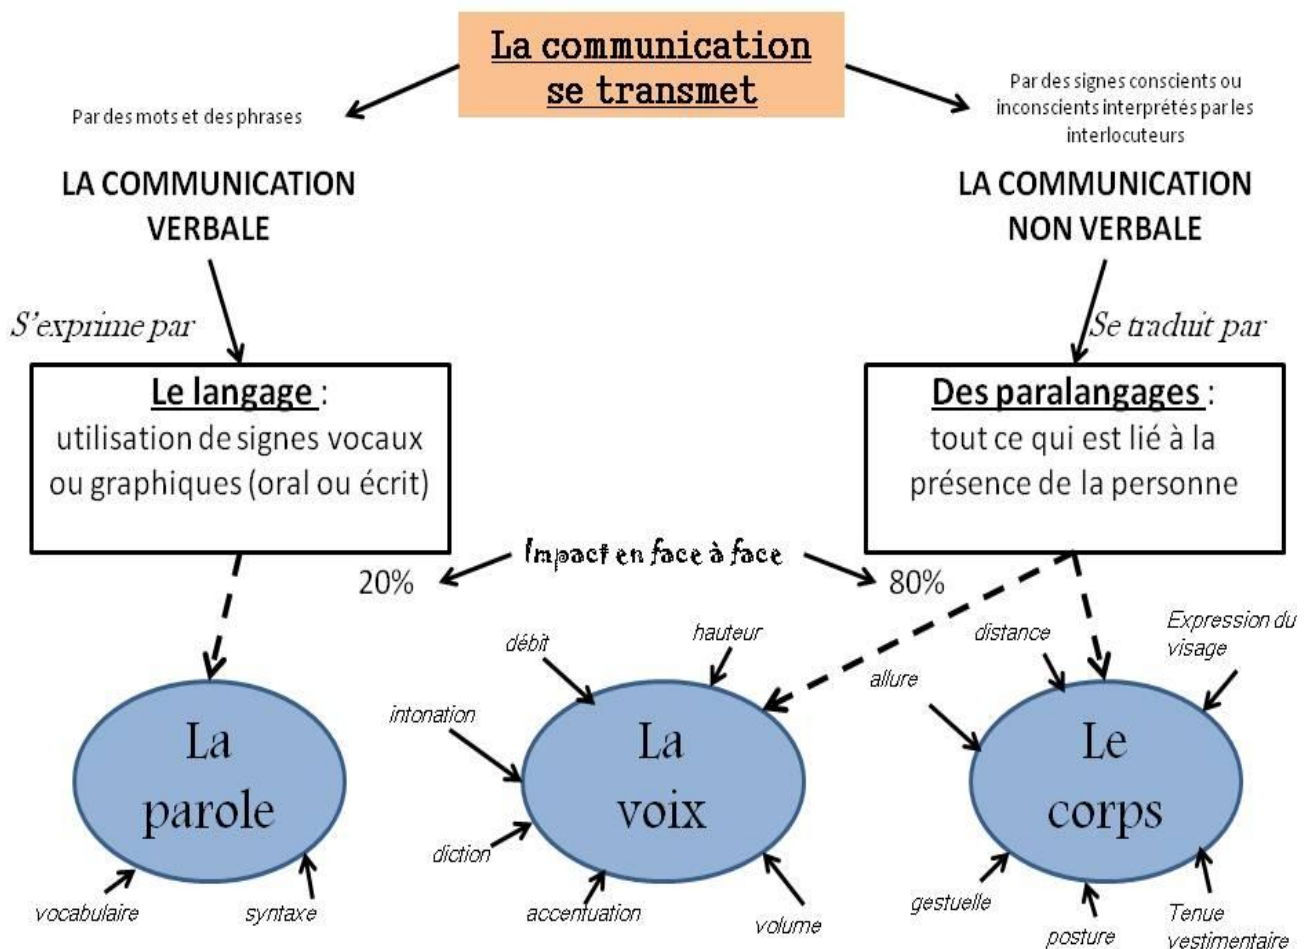 La communication
se transmet
Par des mots et des phrases
LA COMMUNICATION
VERBALE
S'exprime par
Le langage :
utilisation de signes vocaux
ou graphiques (oral ou écrit)
Par des signes conscients ou
inconscients interprétés par les
interlocuteurs
LA COMMUNICATION
NON VERBALE
Se traduit par
Des paralangages :
tout ce qui est lié à la
présence de la personne
Impact en face à face
20%
80%
La
parole
vocabulaire
syntaxe
débit
hauteur
intonation
La
voix
diction
accentuation
volume
distance
Expression du
visage
allure
Le
corps
gestuelle
posture
Tenue
vestimentaire